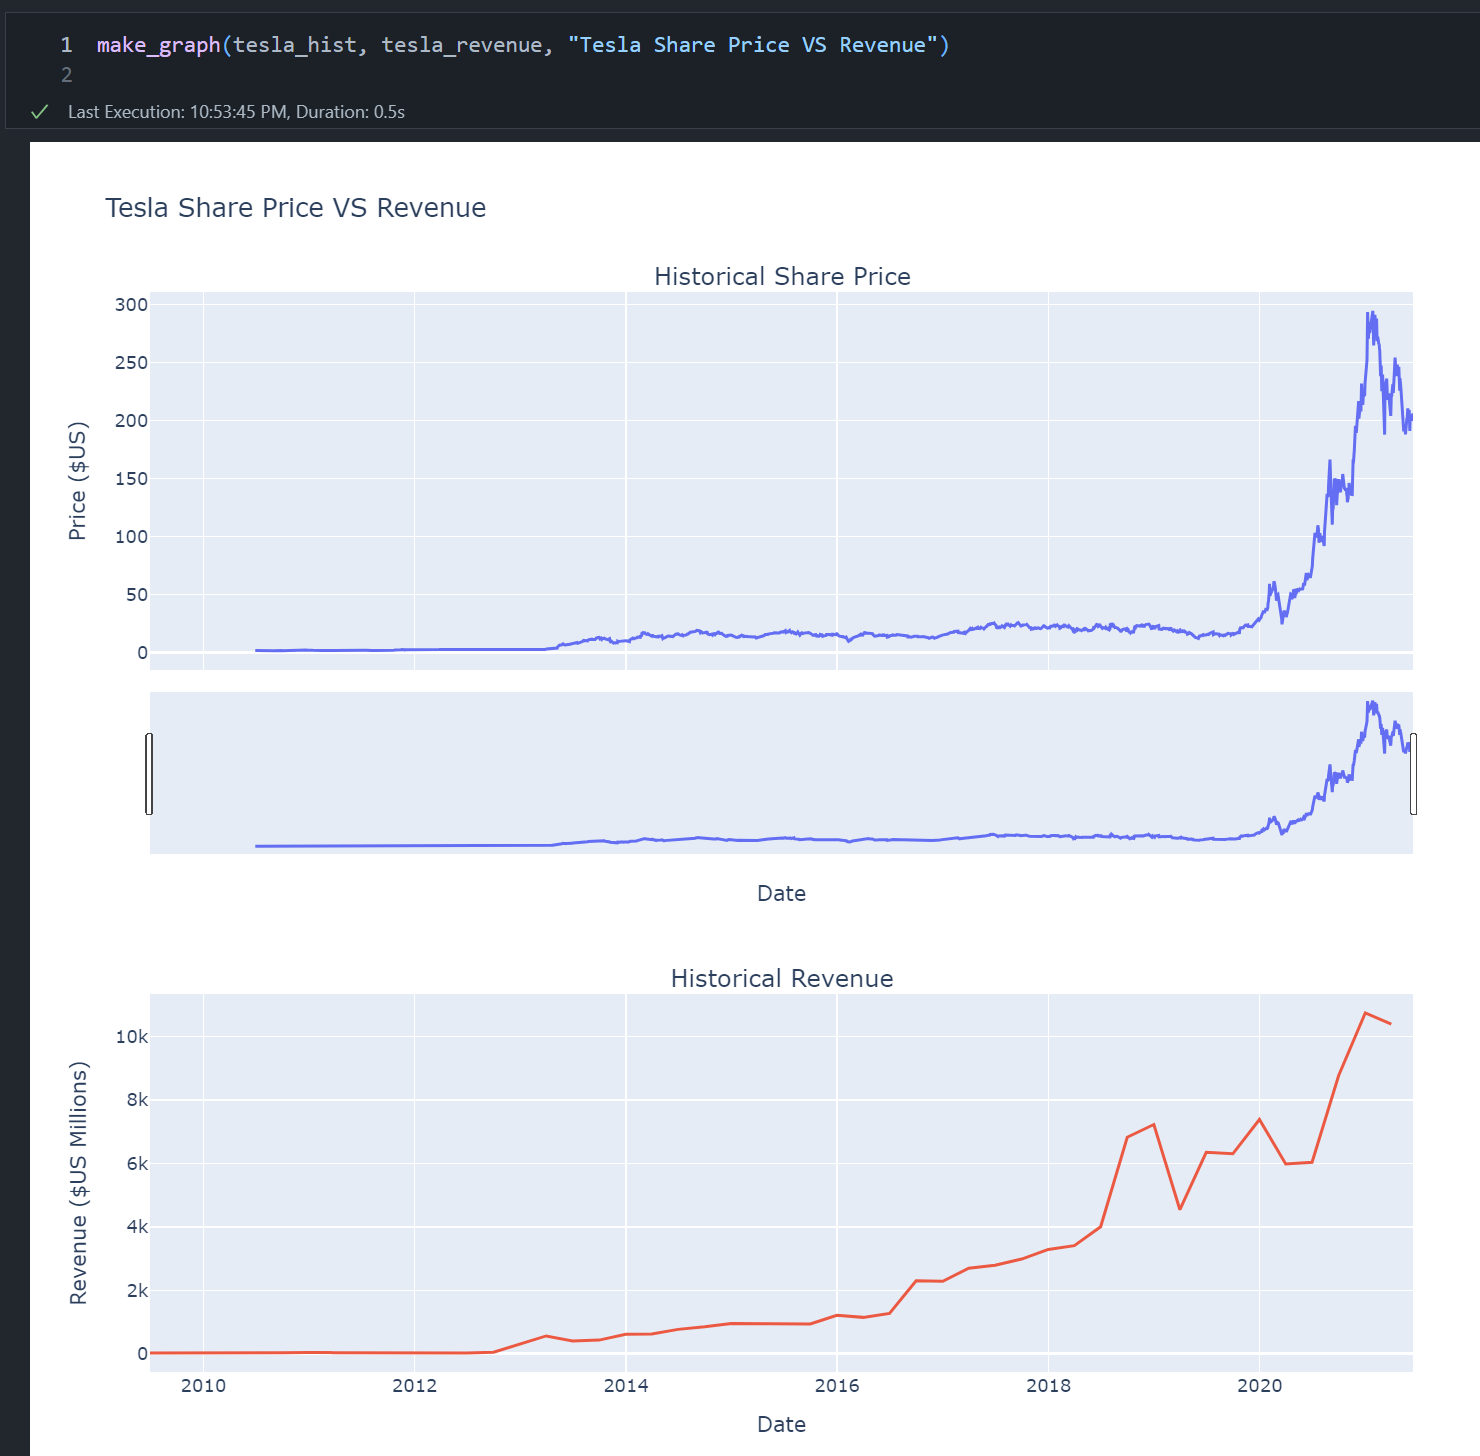 1 make_graph(tesla_hist, tesla_revenue, "Tesla Share Price VS Revenue")
2
Last Execution: 10:53:45 PM, Duration: 0.5s
Tesla Share Price VS Revenue
Historical Share Price
300
250
200
150
100
50
0
Price ($US)
Date
Historical Revenue
10k
8k
6k
4k
2k
0
Revenue ($US Millions)
2010 2012 2014 2016 2018 2020
Date